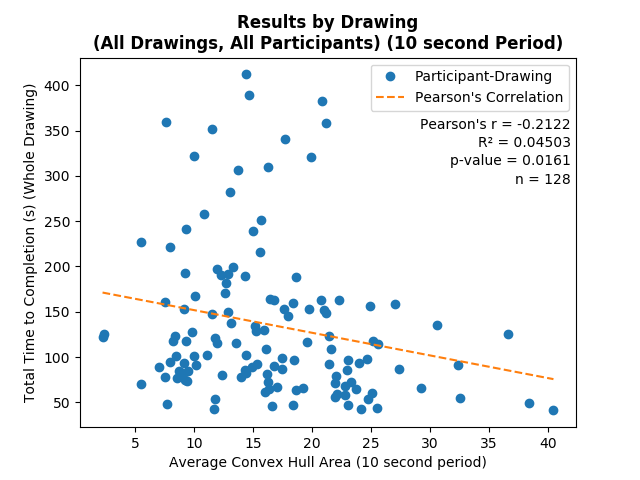 Results by Drawing
(All Drawings, All Participants) (10 second Period)
Participant-Drawing
Pearson's Correlation
Pearson's r = -0.2122
R² = 0.04503
p-value = 0.0161
n = 128
Total Time to Completion (s) (Whole Drawing)
400
350
300
250
200
150
100
50
5 10 15 20 25 30 35 40
Average Convex Hull Area (10 second period)